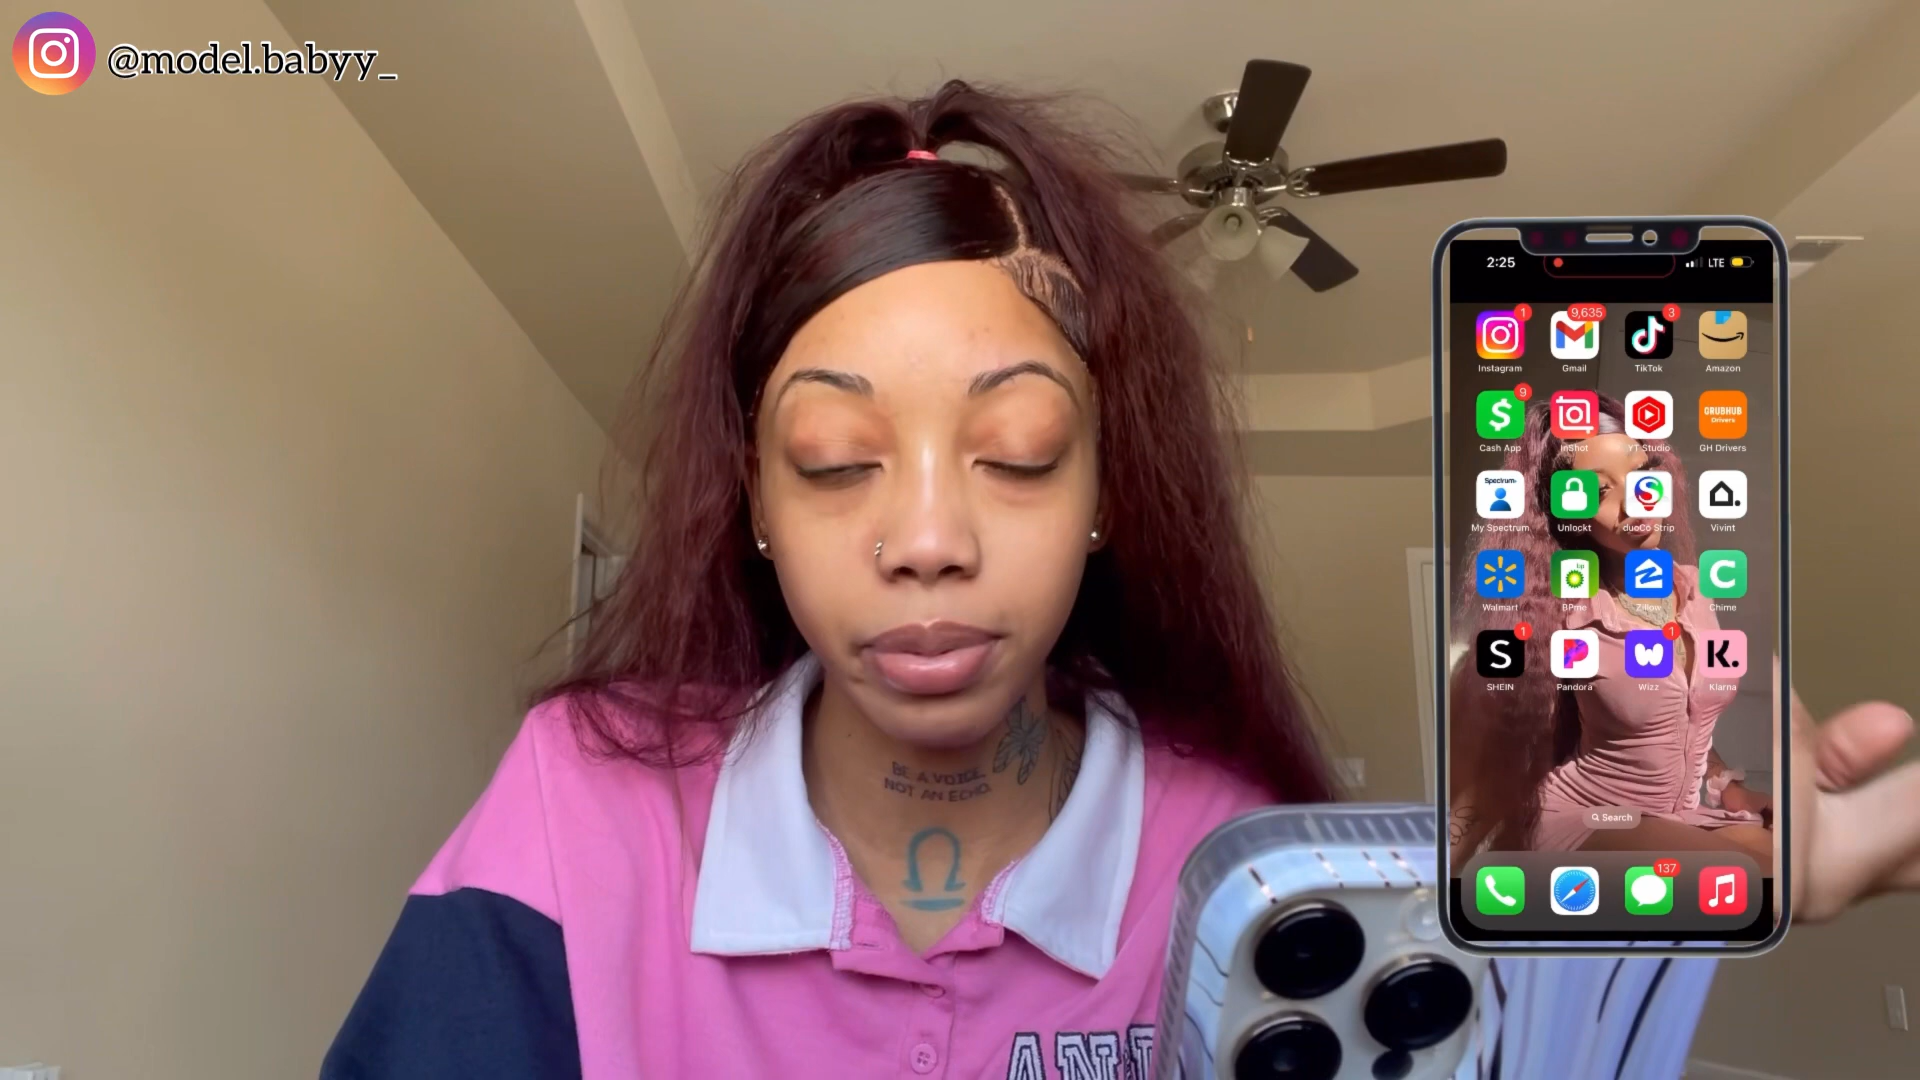 @model.babyy_
2:25
LTE
1
9,635
3
Instagram
Gmail
TikTok
Amazon
9
GRUBHUB
Drivers
Cash App
InShot
YT Studio
GH Drivers
Spectrum
My Spectrum
Unlockt
duoCo Strip
Vivint
bp
Walmart
BPme
Zillow
Chime
1
1
S
K.
SHEIN
Pandora
Wizz
Klarna
Search
137
BE A VOICE,
NOT AN ECHO.